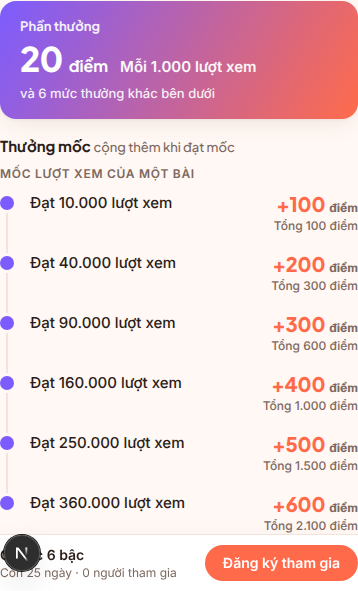 Phần thưởng
20 điểm Mỗi 1.000 lượt xem
và 6 mức thưởng khác bên dưới
Thưởng mốc cộng thêm khi đạt mốc
MỐC LƯỢT XEM CỦA MỘT BÀI
Đạt 10.000 lượt xem
+100 điểm
Tổng 100 điểm
Đạt 40.000 lượt xem
+200 điểm
Tổng 300 điểm
Đạt 90.000 lượt xem
+300 điểm
Tổng 600 điểm
Đạt 160.000 lượt xem
+400 điểm
Tổng 1.000 điểm
Đạt 250.000 lượt xem
+500 điểm
Tổng 1.500 điểm
Đạt 360.000 lượt xem
+600 điểm
Tổng 2.100 điểm
N
6 bậc
Còn 25 ngày · 0 người tham gia
Đăng ký tham gia